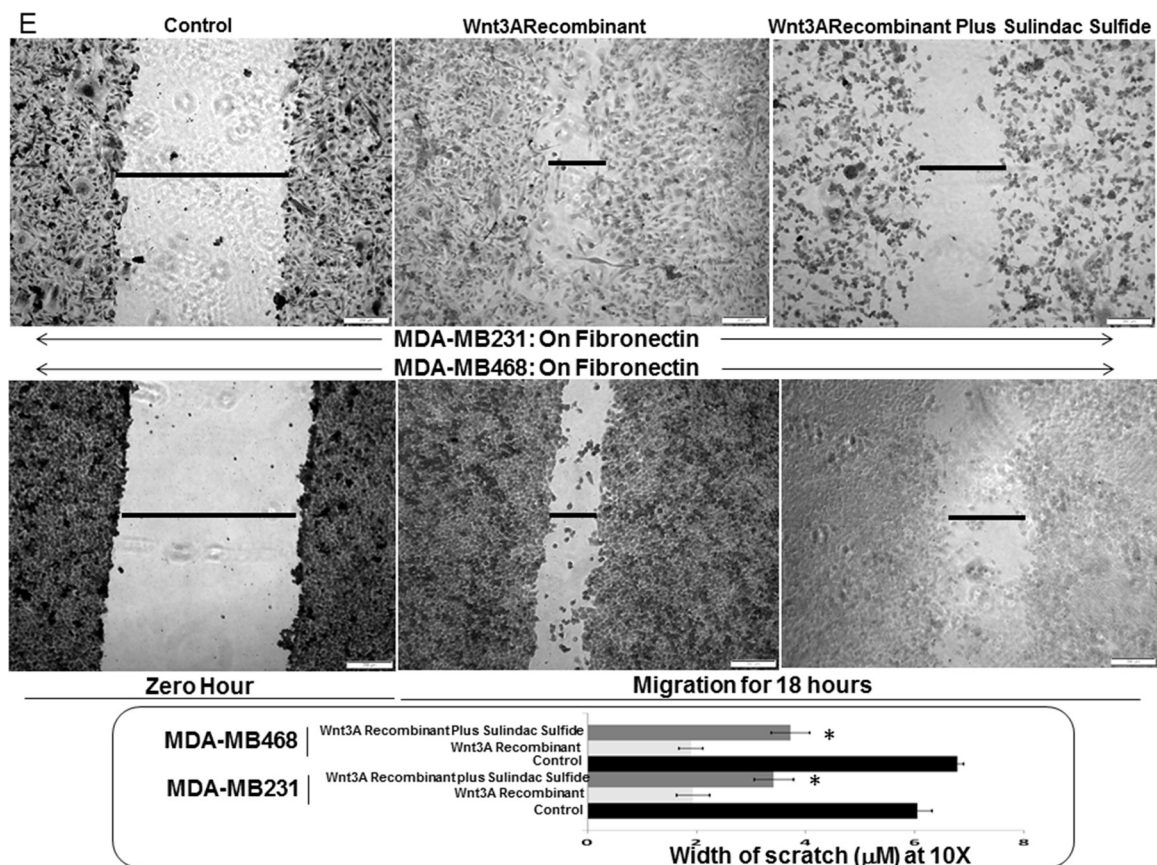 E
Control
Wnt3ARecombinant
Wnt3ARecombinant Plus Sulindac Sulfide
MDA-MB231: On Fibronectin
MDA-MB468: On Fibronectin
Zero Hour
Migration for 18 hours
MDA-MB468
Wnt3A Recombinant Plus Sulindac Sulfide
*
Wnt3A Recombinant
Control
MDA-MB231
Wnt3A Recombinant plus Sulindac Sulfide
*
Wnt3A Recombinant
Control
0 2 4 6 8
Width of scratch (µM) at 10X